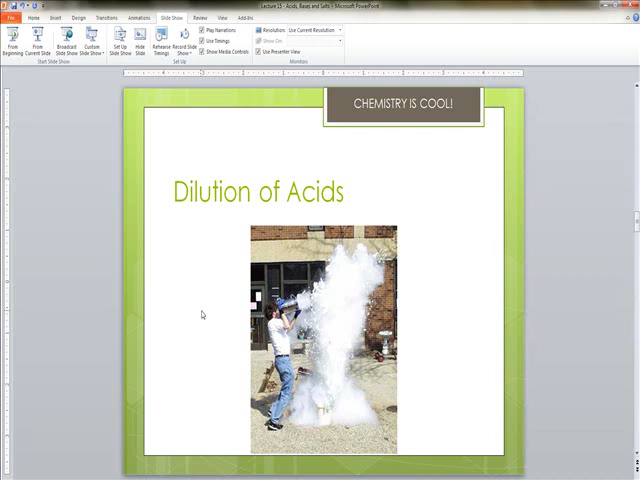 Lecture 15 - Acids, Bases and Salts - Microsoft PowerPoint
File Home Insert Design Transitions Animations Slide Show Review View Add-Ins
From Beginning
From Current Slide
Broadcast Slide Show
Custom Slide Show
Start Slide Show
Set Up Slide Show
Hide Slide
Rehearse Timings
Record Slide Show
Play Narrations
Use Timings
Show Media Controls
Set Up
Resolution: Use Current Resolution
Show On:
Use Presenter View
Monitors
CHEMISTRY IS COOL!
Dilution of Acids